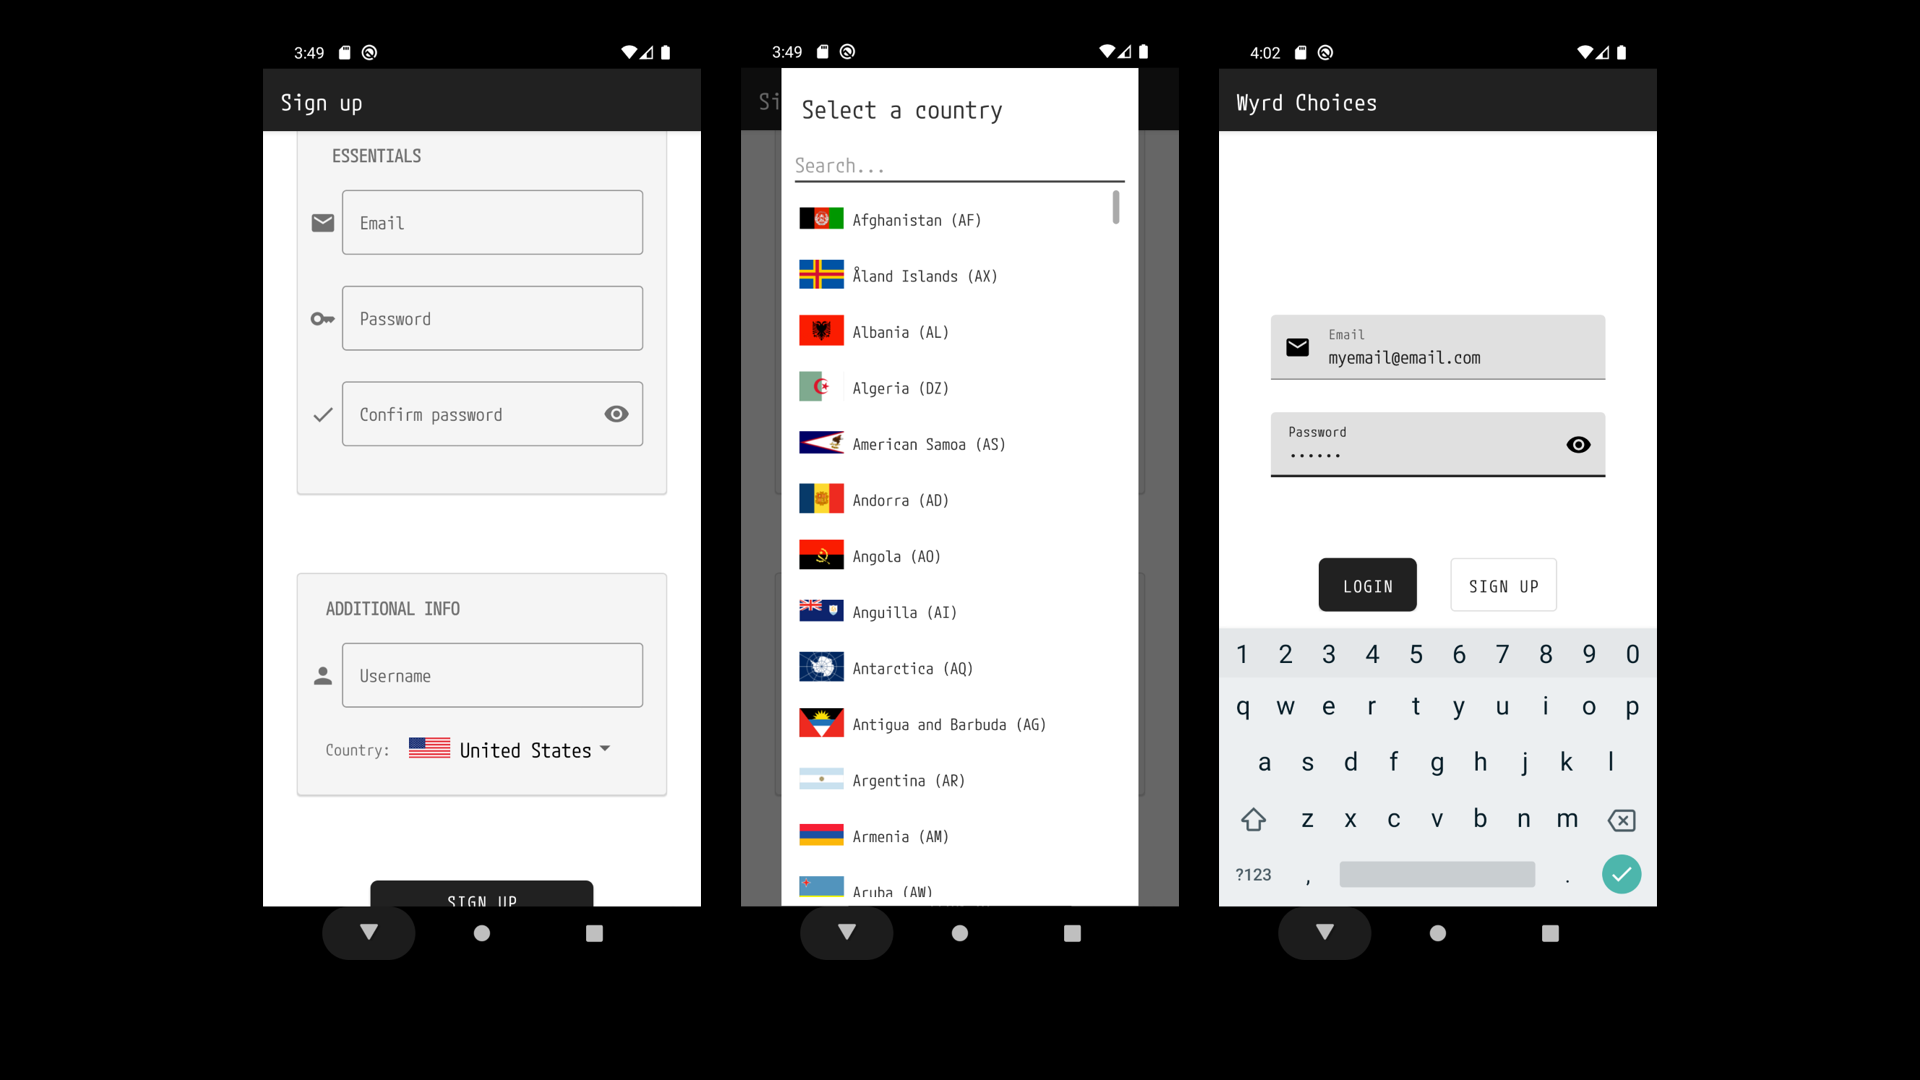 3:49
Sign up
ESSENTIALS
Email
Password
Confirm password
ADDITIONAL INFO
Username
Country: United States
SIGN UP
3:49
Si
Select a country
Search...
Afghanistan (AF)
Åland Islands (AX)
Albania (AL)
Algeria (DZ)
American Samoa (AS)
Andorra (AD)
Angola (AO)
Anguilla (AI)
Antarctica (AQ)
Antigua and Barbuda (AG)
Argentina (AR)
Armenia (AM)
Aruba (AW)
4:02
Wyrd Choices
Email
myemail@email.com
Password
••••••
LOGIN SIGN UP
1 2 3 4 5 6 7 8 9 0
q w e r t y u i o p
a s d f g h j k l
z x c v b n m
?123 , .